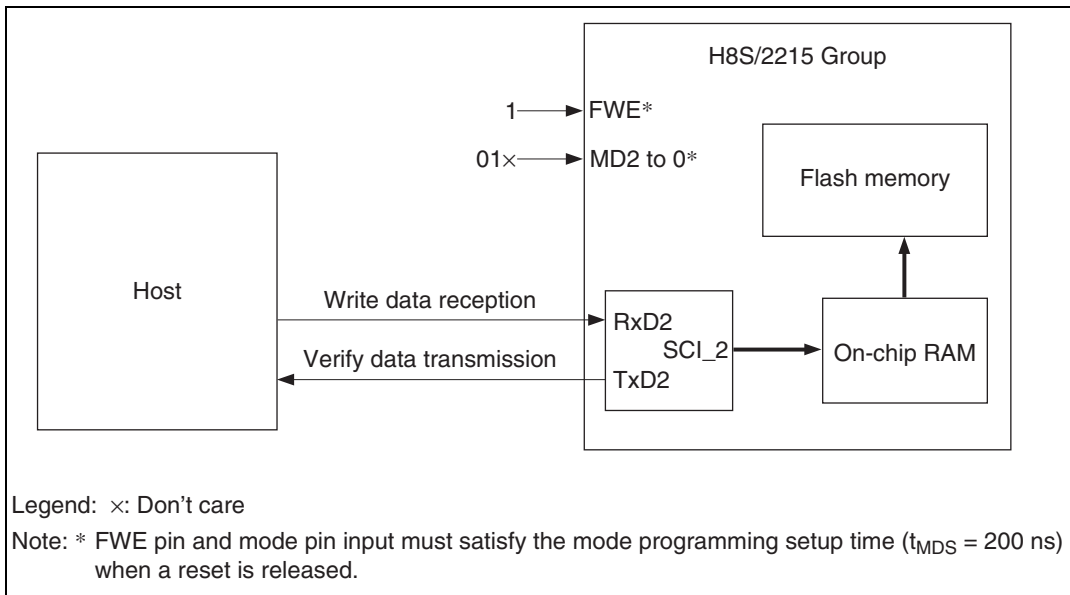 H8S/2215 Group
1
FWE*
01×
MD2 to 0*
Flash memory
Host
Write data reception
RxD2
SCI_2
On-chip RAM
Verify data transmission
TxD2
Legend: ×: Don't care
Note: * FWE pin and mode pin input must satisfy the mode programming setup time (tMDS = 200 ns)
when a reset is released.